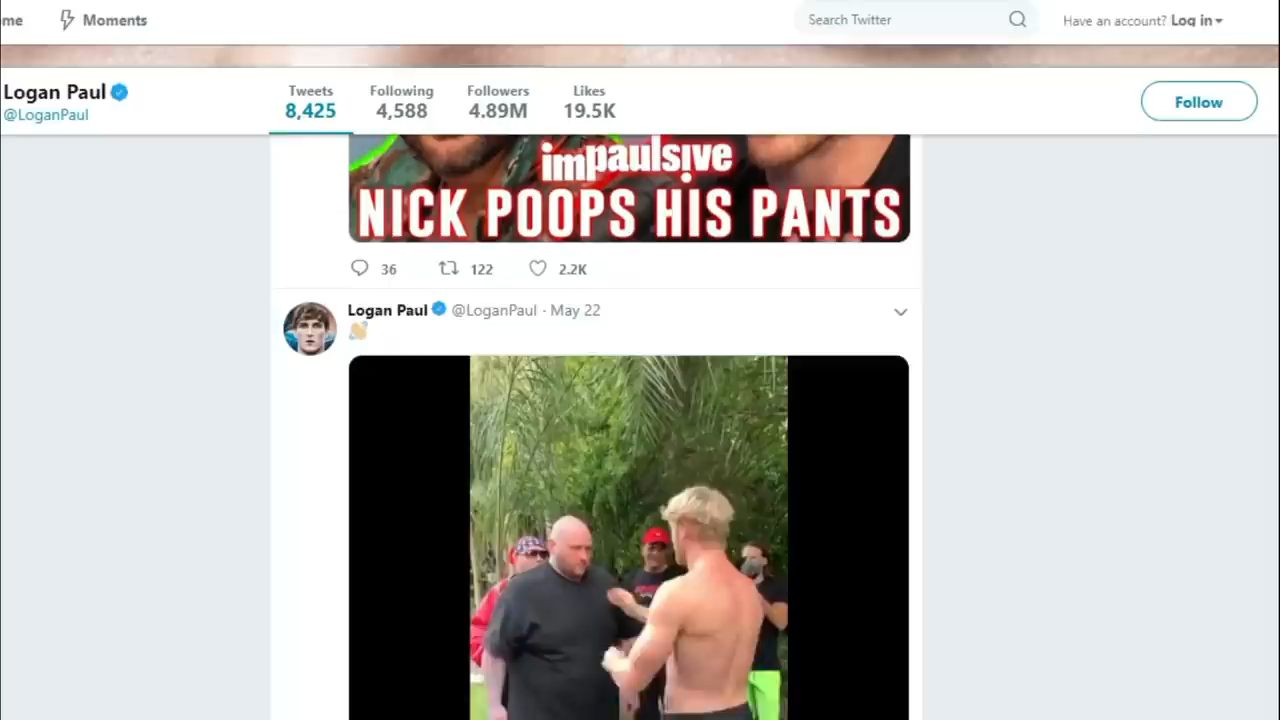 me Moments Search Twitter Have an account? Log in
Logan Paul
@LoganPaul
Tweets Following Followers Likes
8,425 4,588 4.89M 19.5K
Follow
impaulsive
NICK POOPS HIS PANTS
36 122 2.2K
Logan Paul @LoganPaul · May 22